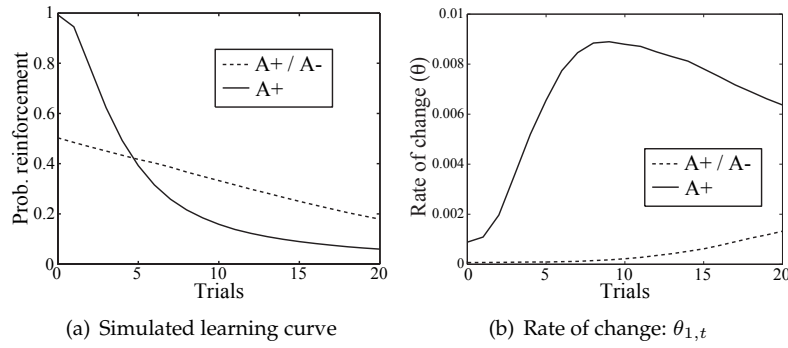 1
0.8
0.6
0.4
0.2
0
Prob. reinforcement
A+ / A-
A+
0 5 10 15 20
Trials
(a) Simulated learning curve
0.01
0.008
0.006
0.004
0.002
0
Rate of change (θ)
A+ / A-
A+
0 5 10 15 20
Trials
(b) Rate of change: θ1,t